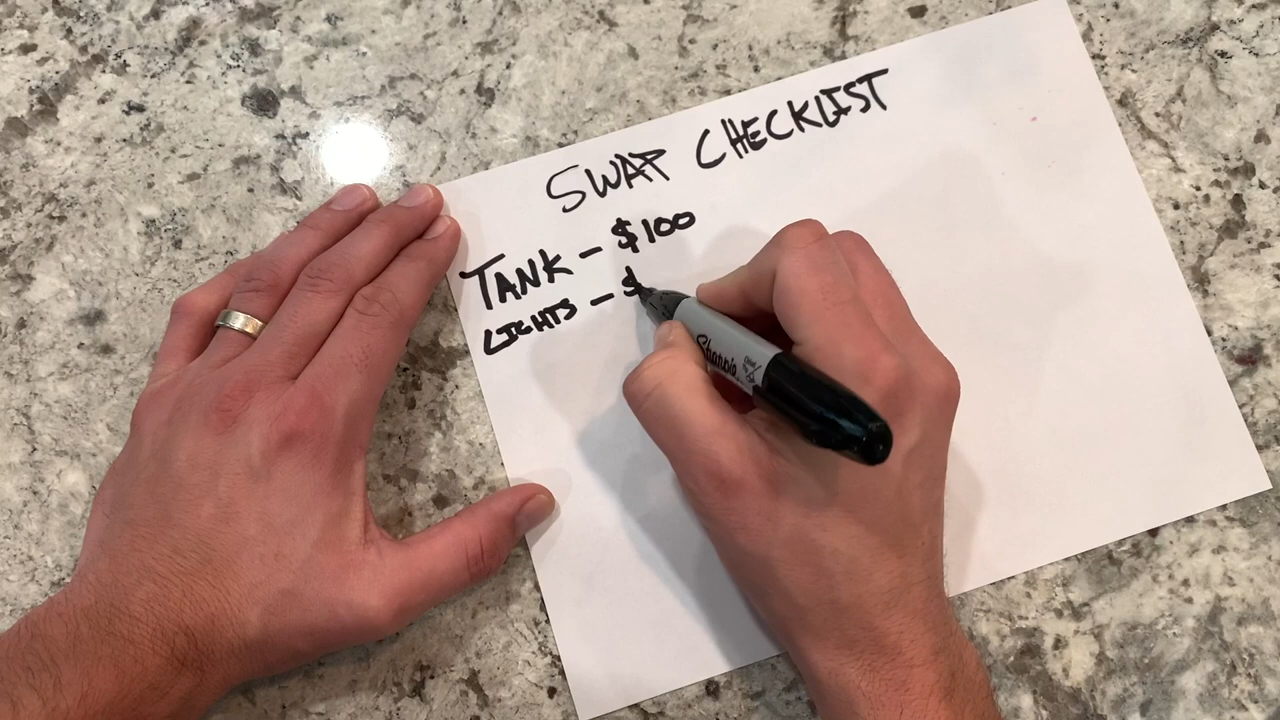 SWAP CHECKLIST
TANK - $100
LIGHTS - $
Sharpie